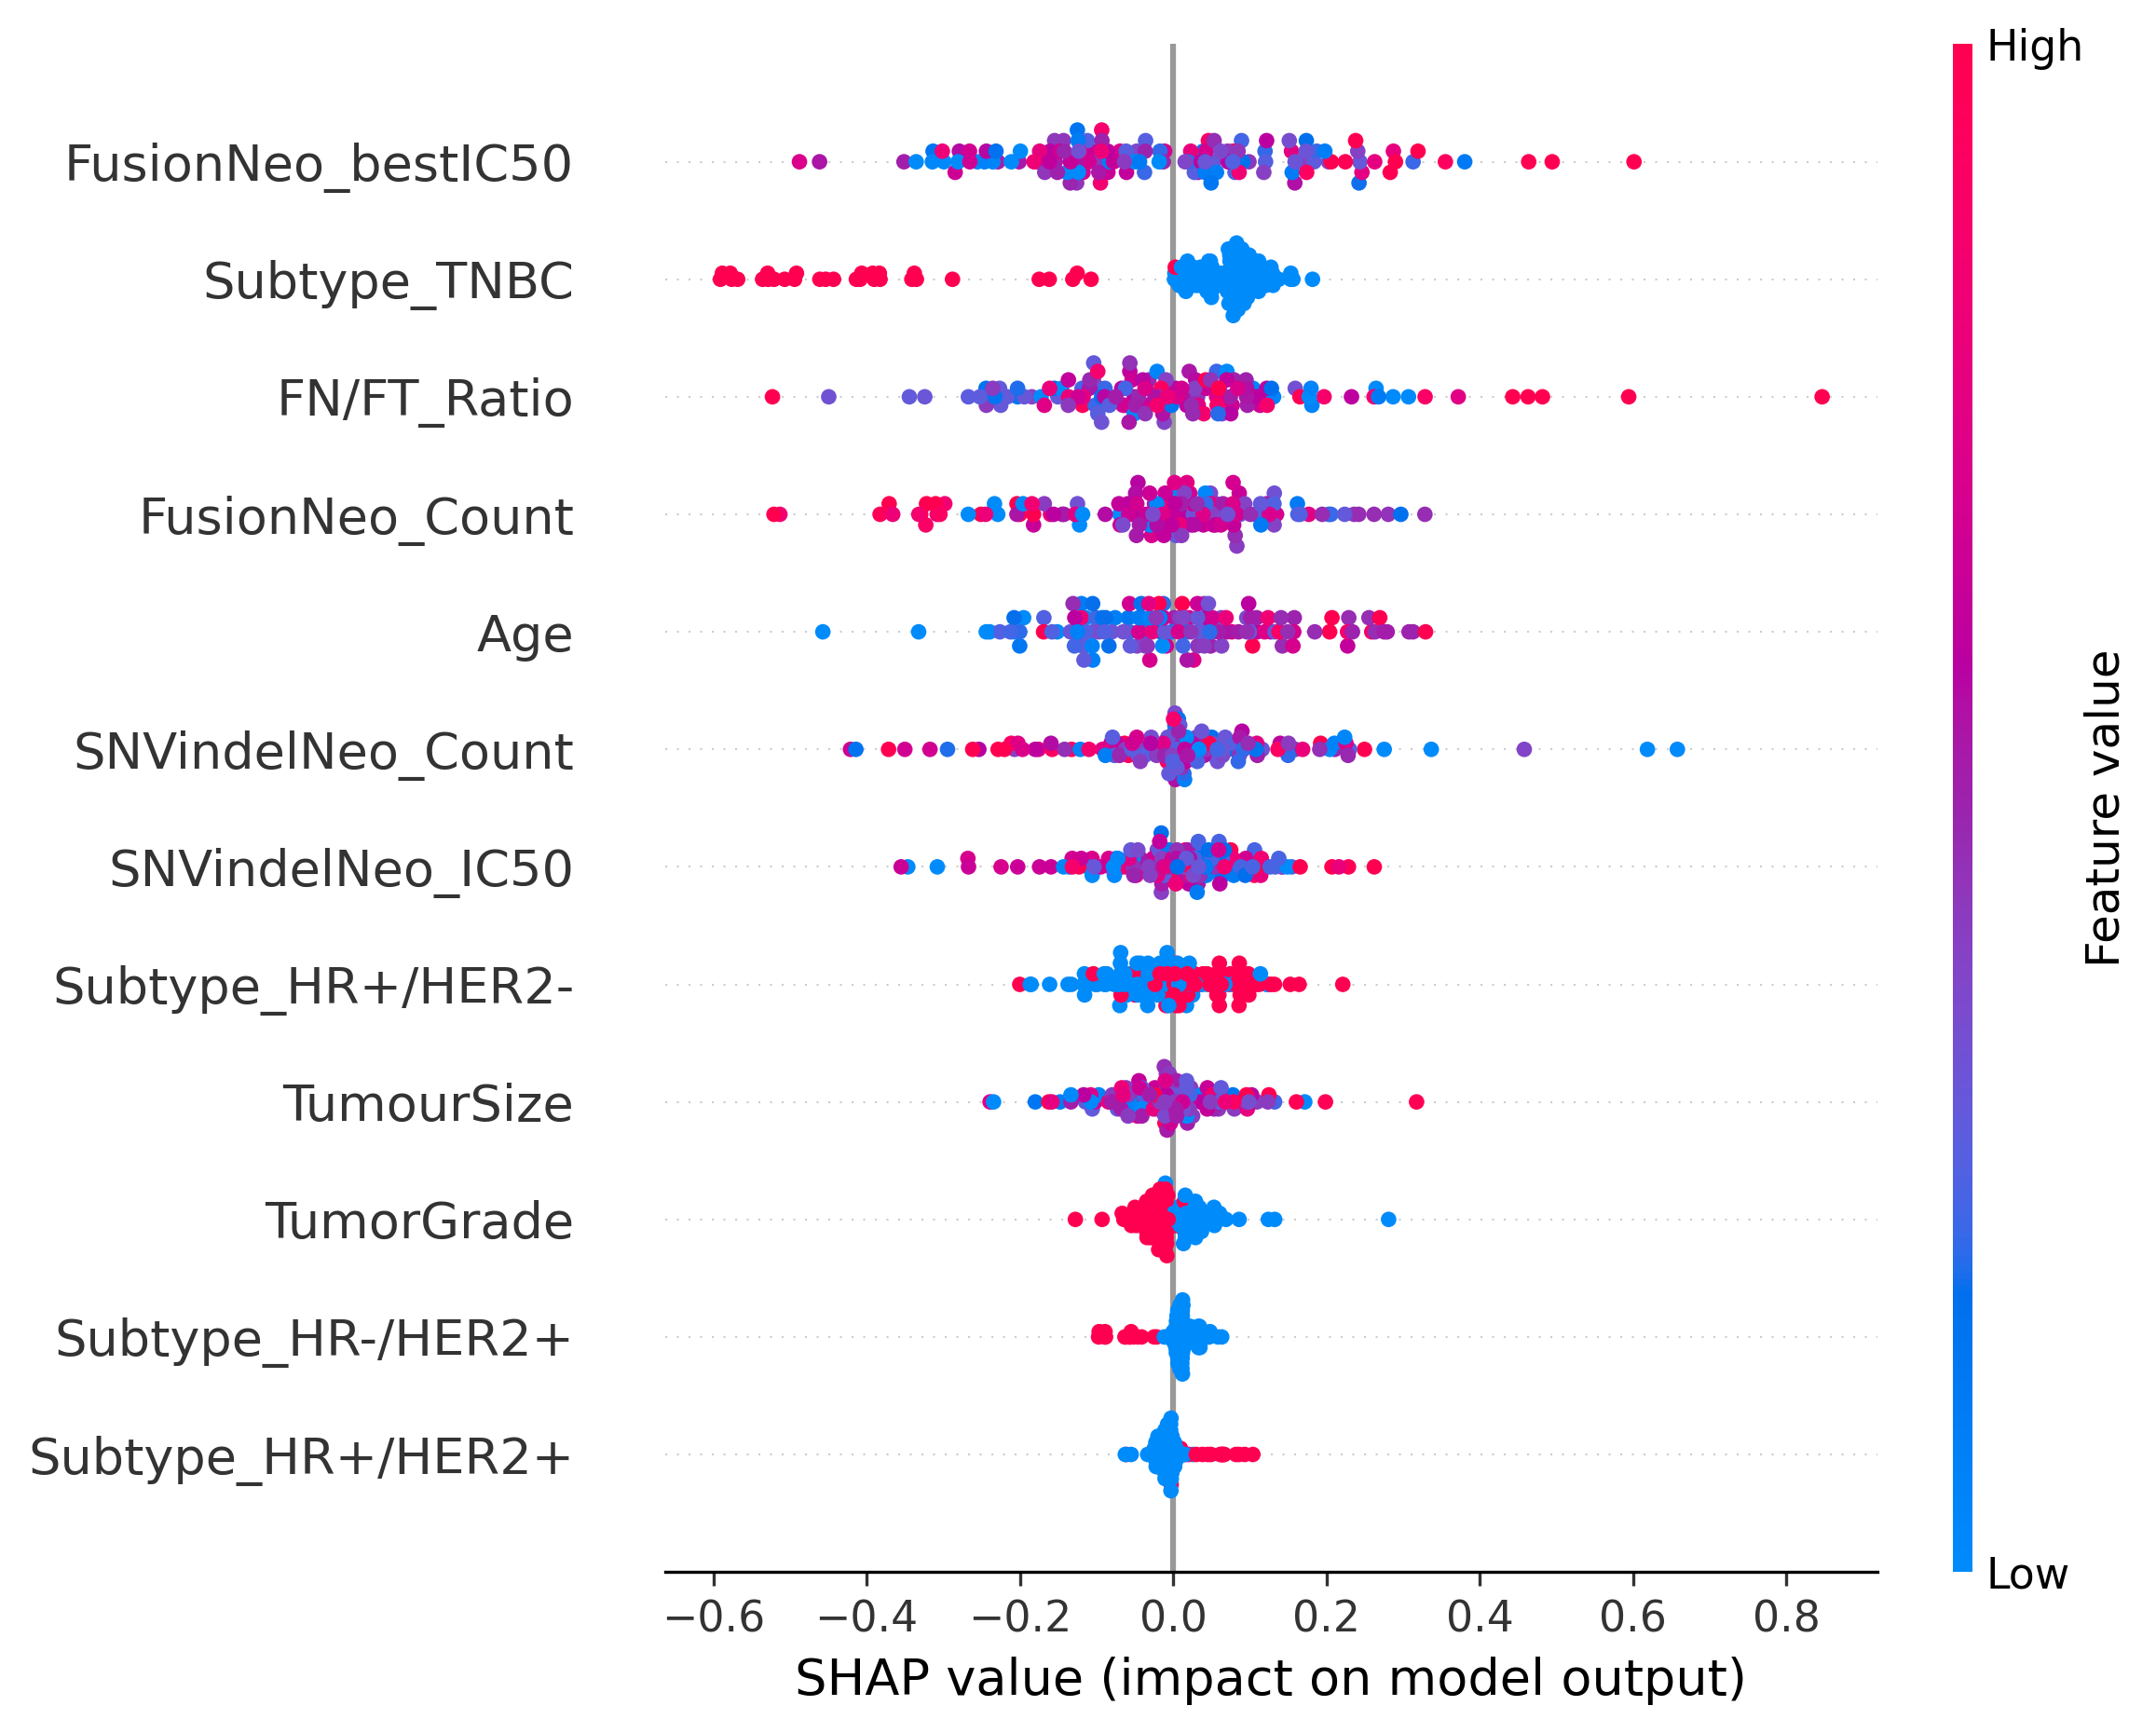 High
FusionNeo_bestIC50
Subtype_TNBC
FN/FT_Ratio
FusionNeo_Count
Age
SNVindelNeo_Count
SNVindelNeo_IC50
Subtype_HR+/HER2-
TumourSize
TumorGrade
Subtype_HR-/HER2+
Subtype_HR+/HER2+
Feature value
Low
−0.6 −0.4 −0.2 0.0 0.2 0.4 0.6 0.8
SHAP value (impact on model output)